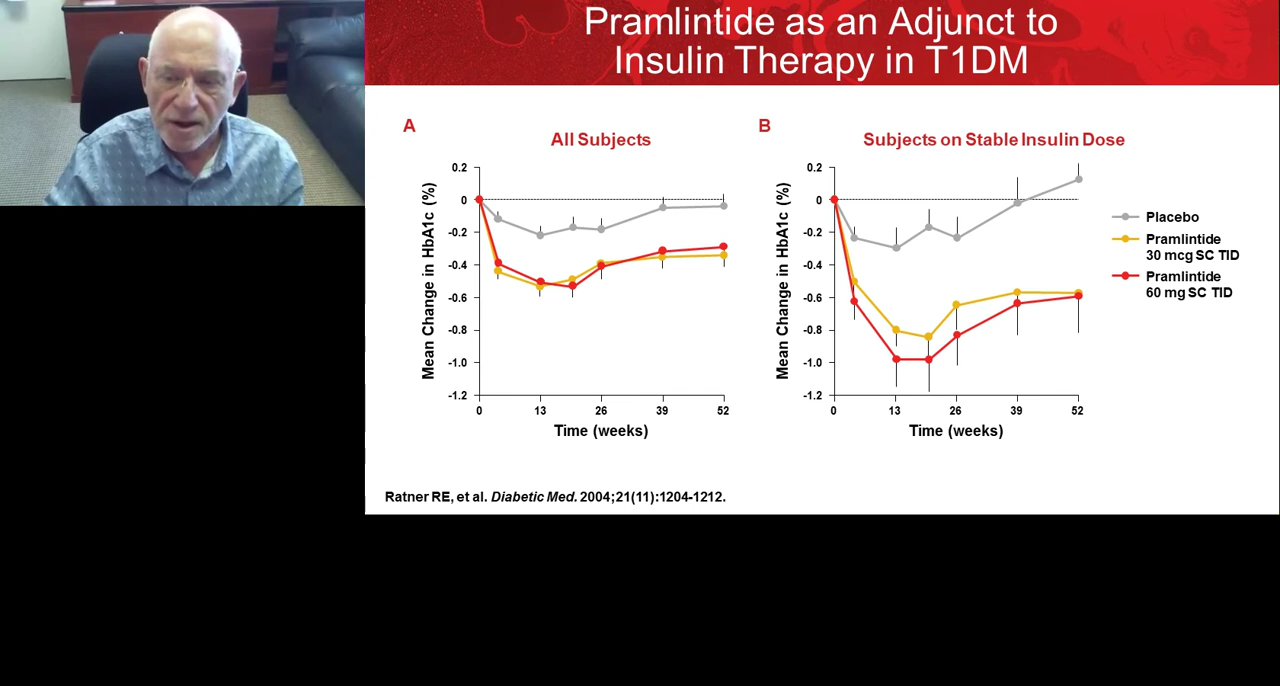 Pramlintide as an Adjunct to
Insulin Therapy in T1DM
A
All Subjects
Mean Change in HbA1c (%)
0.2
0
-0.2
-0.4
-0.6
-0.8
-1.0
-1.2
0 13 26 39 52
Time (weeks)
B
Subjects on Stable Insulin Dose
Mean Change in HbA1c (%)
0.2
0
-0.2
-0.4
-0.6
-0.8
-1.0
-1.2
0 13 26 39 52
Time (weeks)
Placebo
Pramlintide
30 mcg SC TID
Pramlintide
60 mg SC TID
Ratner RE, et al. Diabetic Med. 2004;21(11):1204-1212.